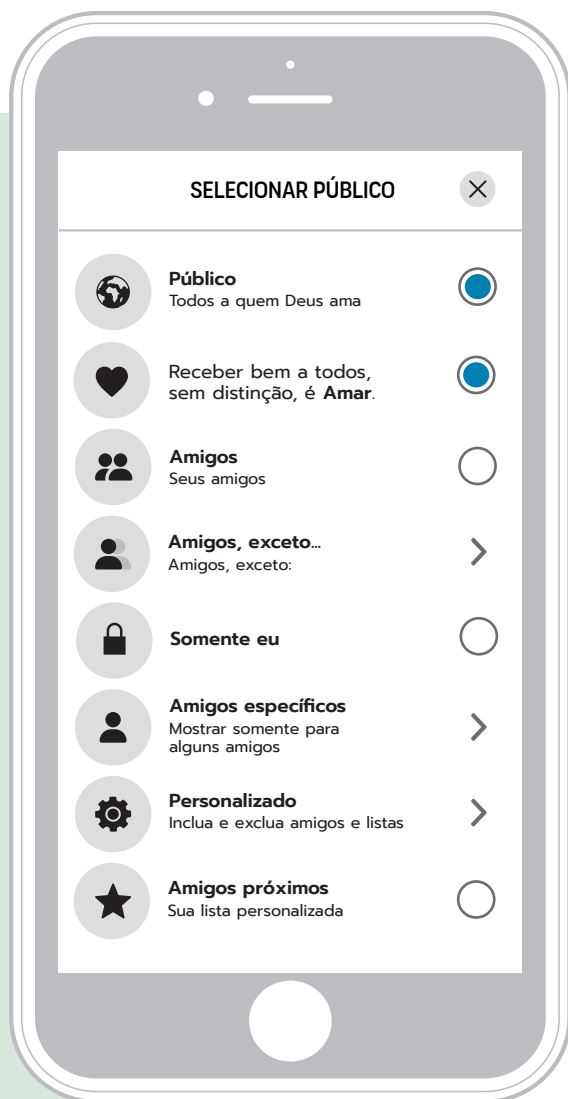 SELECIONAR PÚBLICO
Público
Todos a quem Deus ama
Receber bem a todos,
sem distinção, é Amar.
Amigos
Seus amigos
Amigos, exceto...
Amigos, exceto:
Somente eu
Amigos específicos
Mostrar somente para
alguns amigos
Personalizado
Inclua e exclua amigos e listas
Amigos próximos
Sua lista personalizada